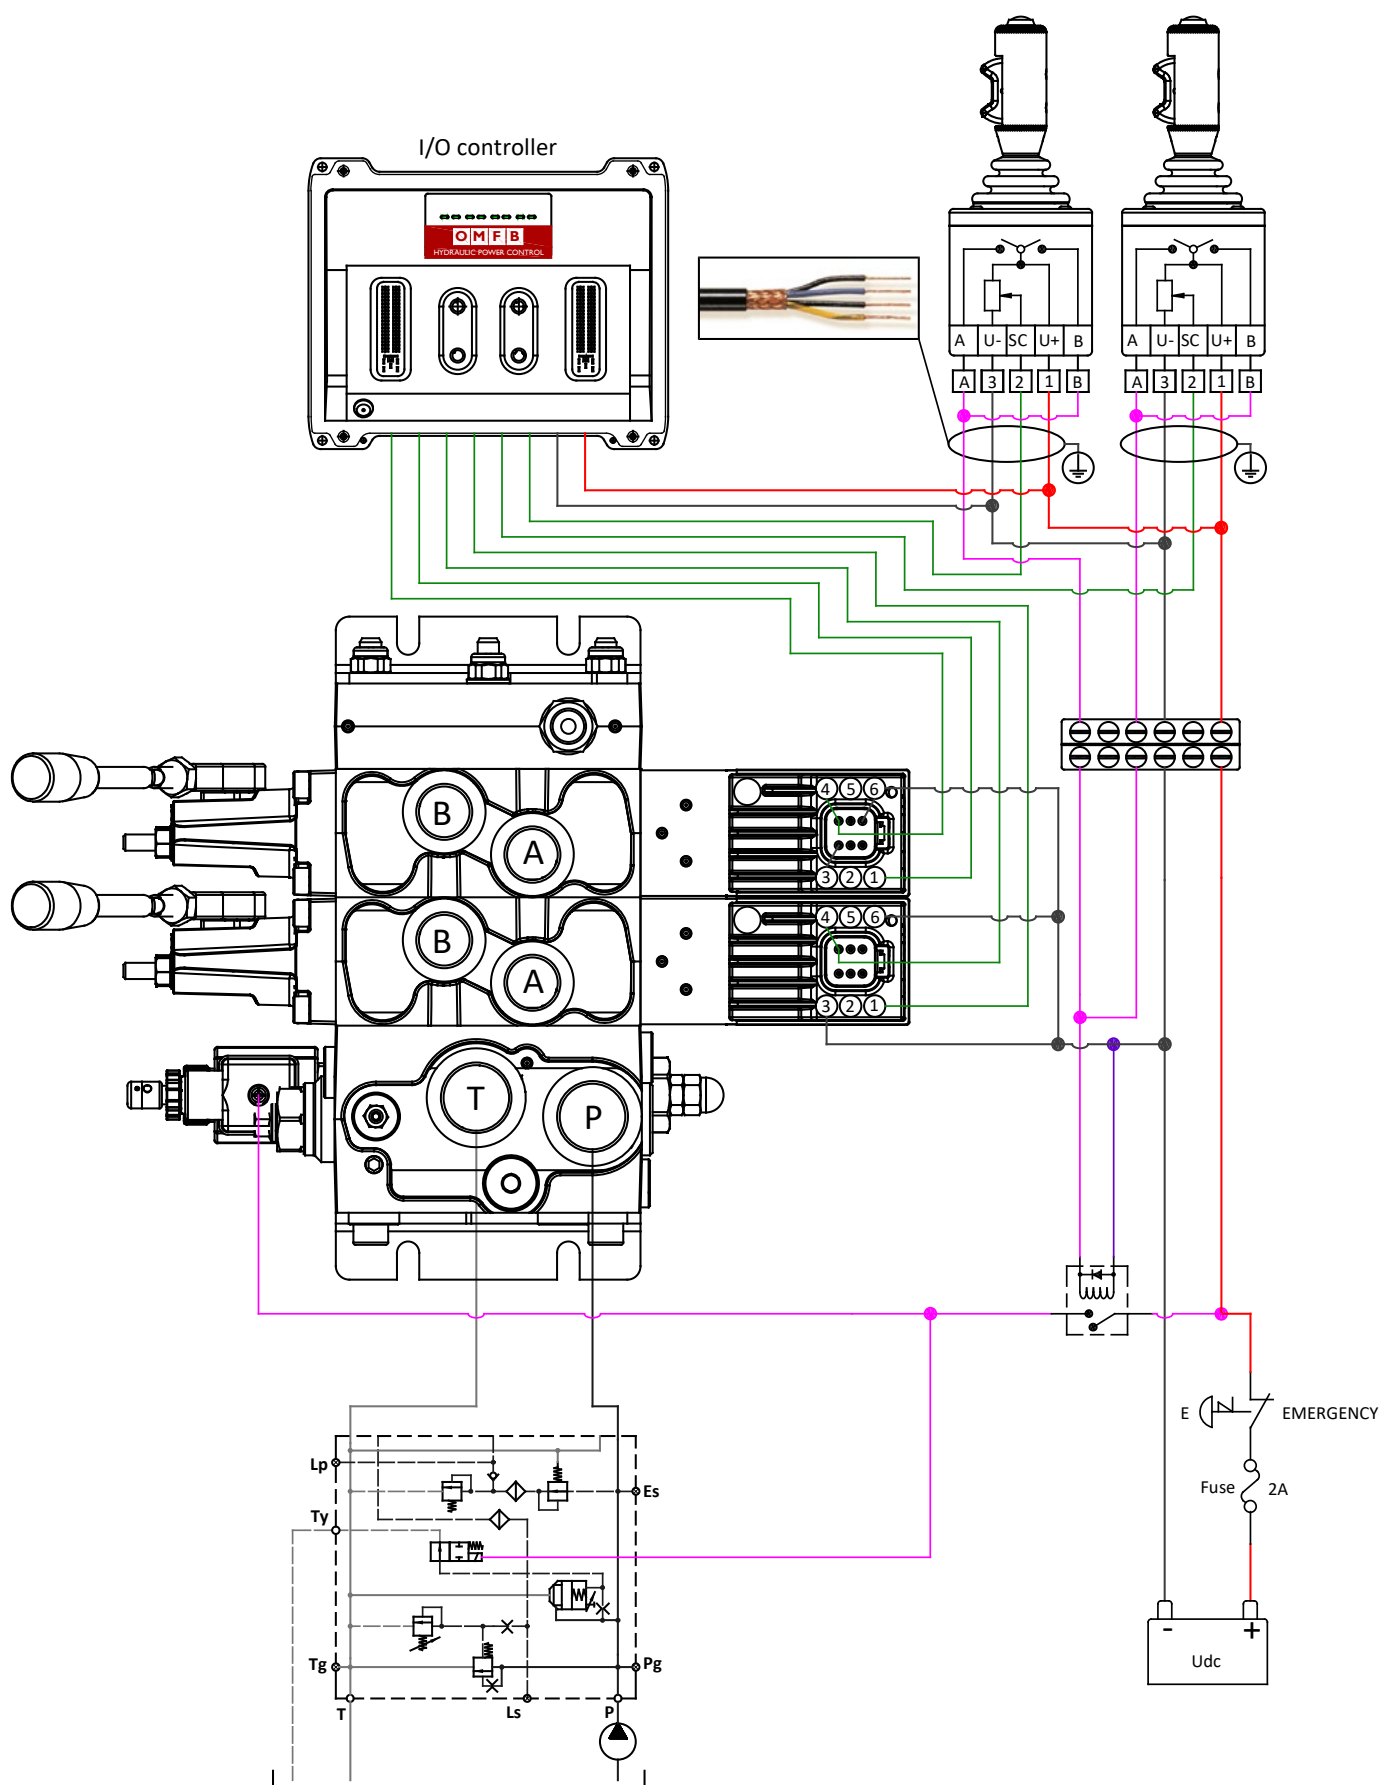 I/O controller
OMFB
HYDRAULIC POWER CONTROL
A U- SC U+ B
A U- SC U+ B
A 3 2 1 B
A 3 2 1 B
B
A
4 5 6
3 2 1
B
A
4 5 6
3 2 1
T
P
E EMERGENCY
Fuse 2A
- +
Udc
Lp
Es
Ty
Tg
Pg
T
Ls
P